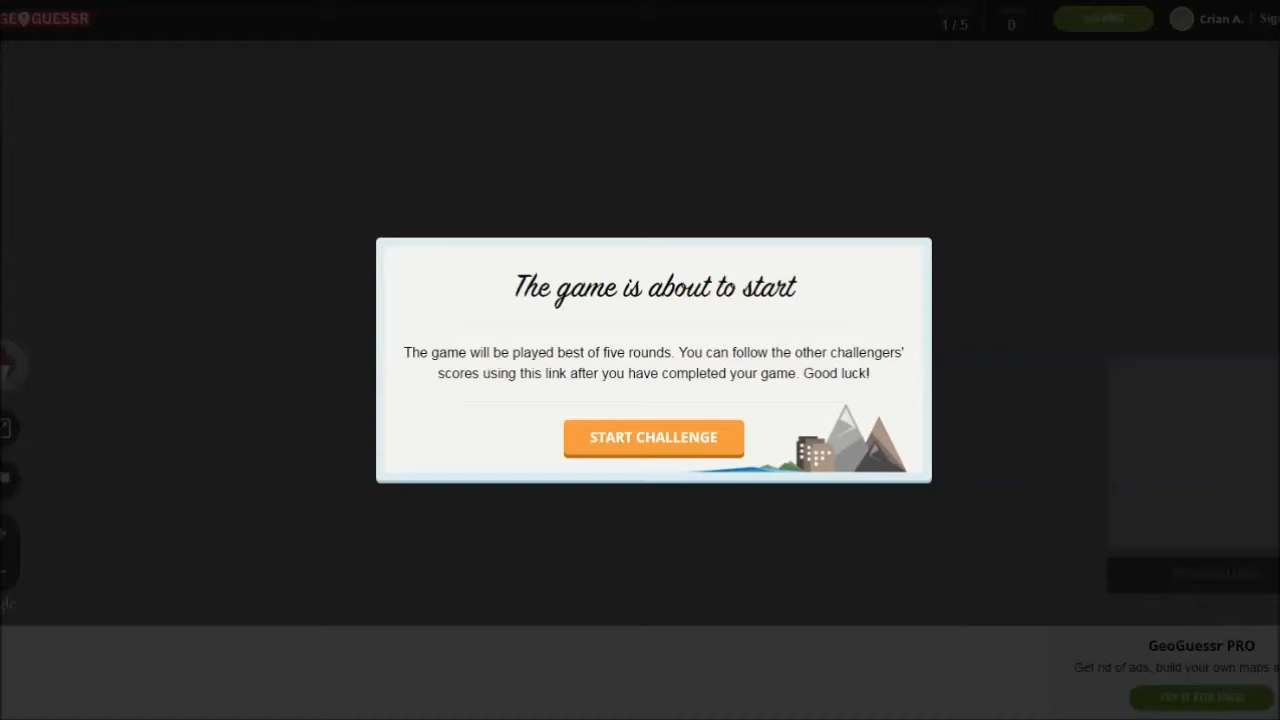 GEOGUESSR
1 / 5
0
Crian A.
The game is about to start
The game will be played best of five rounds. You can follow the other challengers'
scores using this link after you have completed your game. Good luck!
START CHALLENGE
GeoGuessr PRO
Get rid of ads, build your own maps